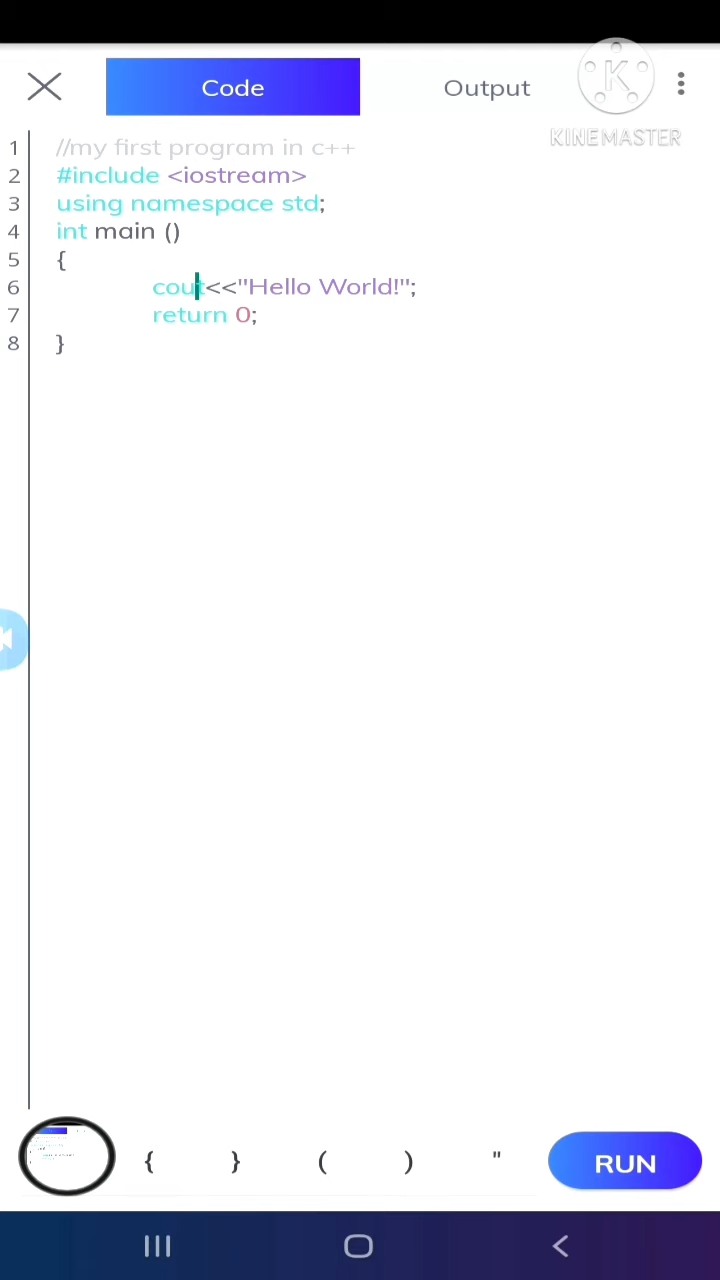 Code Output
KINEMASTER
1 //my first program in c++
2 #include <iostream>
3 using namespace std;
4 int main ()
5 {
6 cout<<"Hello World!";
7 return 0;
8 }
{ } ( ) " RUN